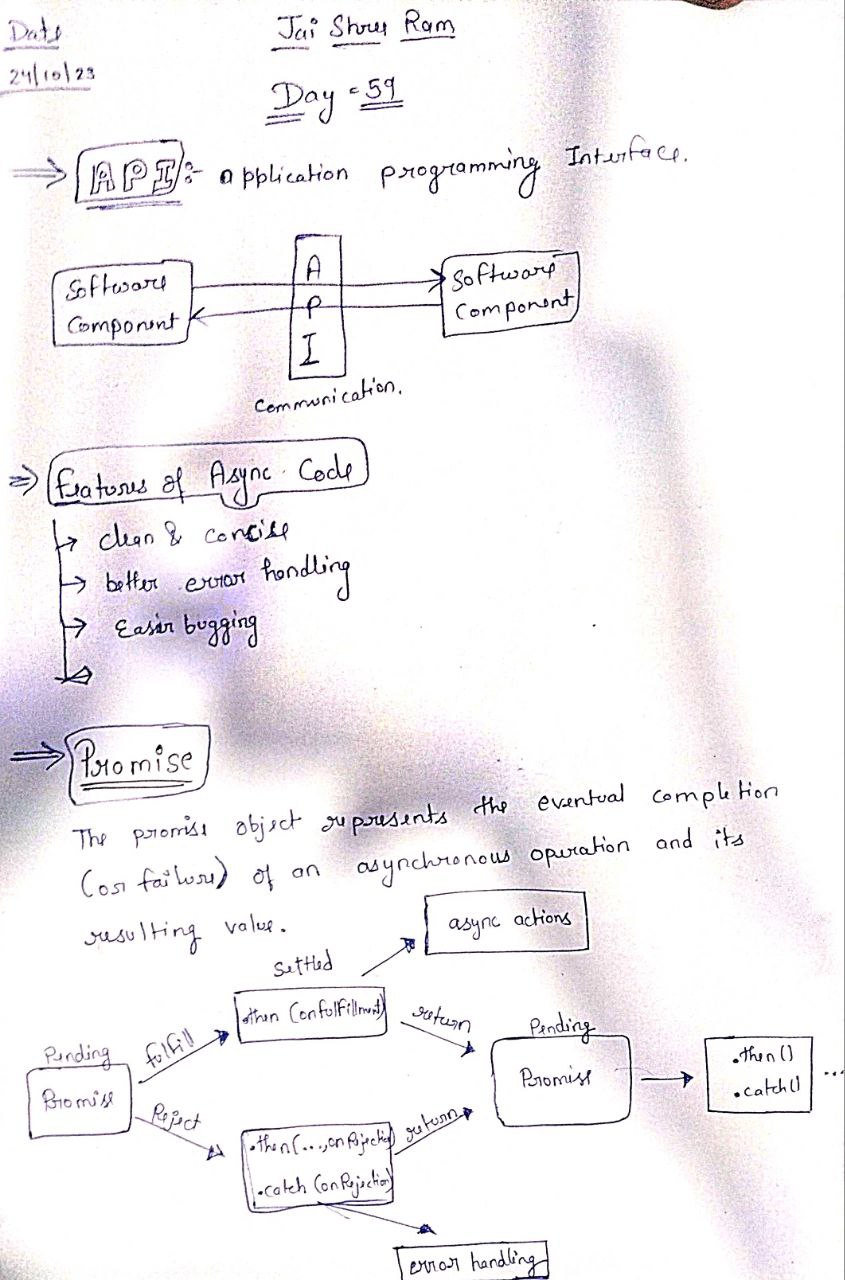 Date
24/10/23
Jai Shree Ram
Day = 59
⇒ API :- application programming Interface.
Software
Component
A
P
I
Software
Component
Communication.
⇒ Features of Async Code
→ clean & concise
→ better error handling
→ Easier bugging
⇒ Promise
The promise object represents the eventual completion
(or failure) of an asynchronous operation and its
resulting value.
async actions
Settled
.then (onfulfillment)
fulfill
return
Pending
Promise
Reject
.then(...,onRejection)
.catch (onRejection)
return
Pending
Promise
.then()
.catch()
...
error handling